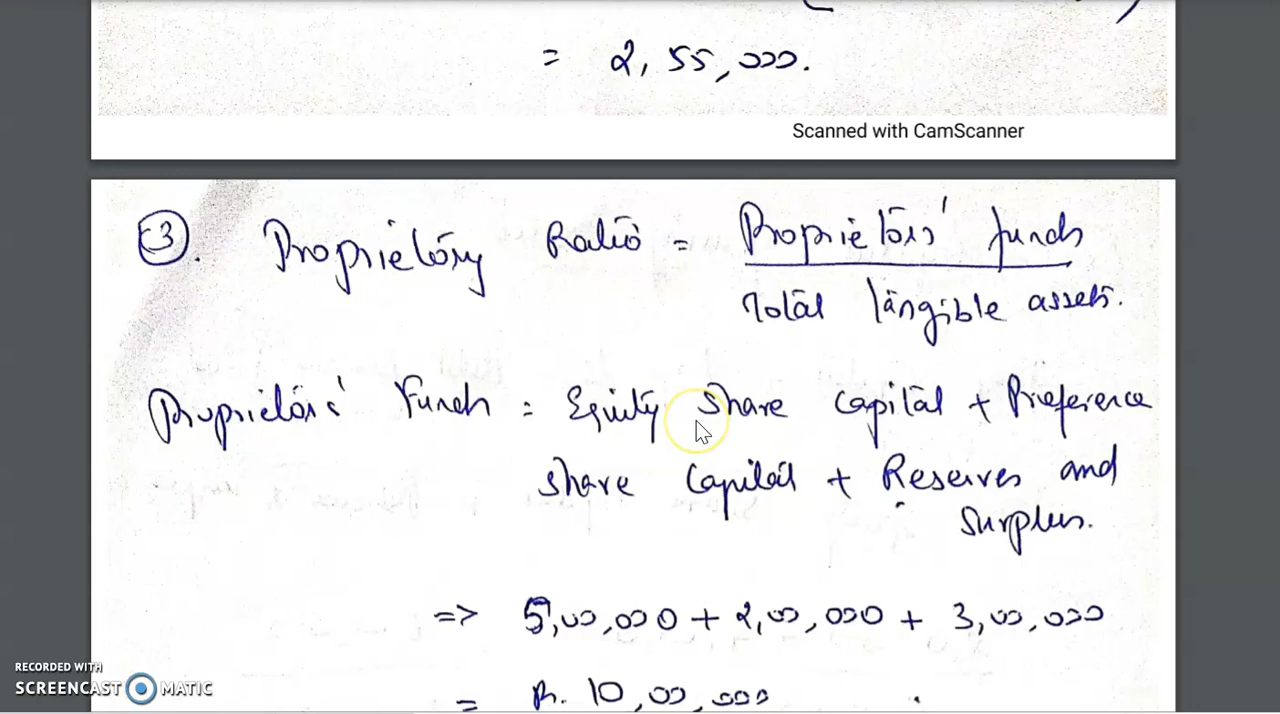 = 2,55,000.
Scanned with CamScanner
3. Proprietory Ratio = Proprietors' funds
Total tangible assets.
Proprietors' Funds = Equity share capital + Preference
share capital + Reserves and
surplus.
=> 5,00,000 + 2,00,000 + 3,00,000
= R. 10,00,000
RECORDED WITH
SCREENCAST MATIC